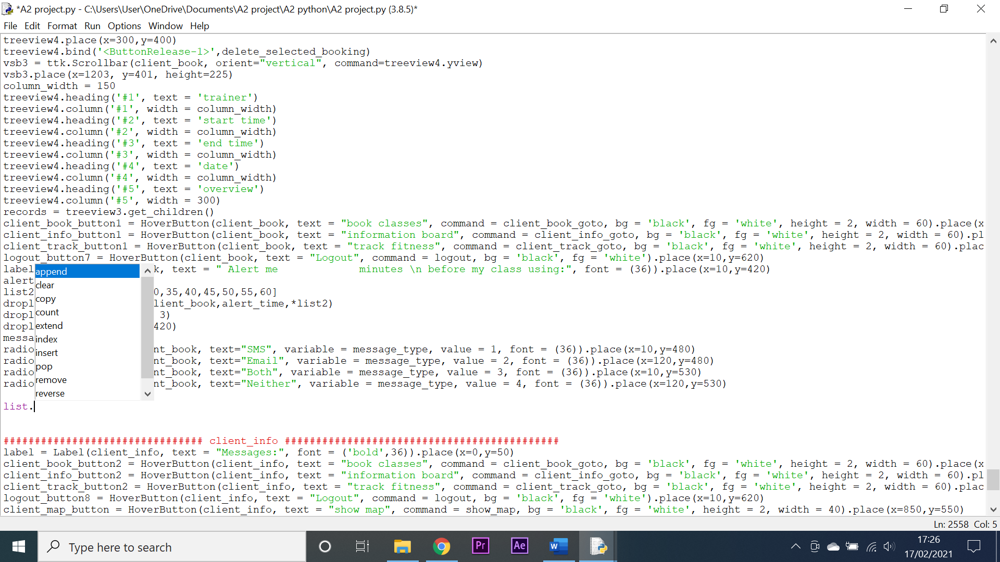 *A2 project.py - C:\Users\User\OneDrive\Documents\A2 project\A2 python\A2 project.py (3.8.5)*
File Edit Format Run Options Window Help
treeview4.place(x=300,y=400)
treeview4.bind('<ButtonRelease-1>',delete_selected_booking)
vsb3 = ttk.Scrollbar(client_book, orient="vertical", command=treeview4.yview)
vsb3.place(x=1203, y=401, height=225)
column_width = 150
treeview4.heading('#1', text = 'trainer')
treeview4.column('#1', width = column_width)
treeview4.heading('#2', text = 'start time')
treeview4.column('#2', width = column_width)
treeview4.heading('#3', text = 'end time')
treeview4.column('#3', width = column_width)
treeview4.heading('#4', text = 'date')
treeview4.column('#4', width = column_width)
treeview4.heading('#5', text = 'overview')
treeview4.column('#5', width = 300)
records = treeview3.get_children()
client_book_button1 = HoverButton(client_book, text = "book classes", command = client_book_goto, bg = 'black', fg = 'white', height = 2, width = 60).place(x
client_info_button1 = HoverButton(client_book, text = "information board", command = client_info_goto, bg = 'black', fg = 'white', height = 2, width = 60).pl
client_track_button1 = HoverButton(client_book, text = "track fitness", command = client_track_goto, bg = 'black', fg = 'white', height = 2, width = 60).plac
logout_button7 = HoverButton(client_book, text = "Logout", command = logout, bg = 'black', fg = 'white').place(x=10,y=620)
label k, text = " Alert me             minutes \n before my class using:", font = (36)).place(x=10,y=420)
alert
list2 0,35,40,45,50,55,60]
dropl lient_book,alert_time,*list2)
dropl 3)
dropl 420)
messa
radio nt_book, text="SMS", variable = message_type, value = 1, font = (36)).place(x=10,y=480)
radio nt_book, text="Email", variable = message_type, value = 2, font = (36)).place(x=120,y=480)
radio nt_book, text="Both", variable = message_type, value = 3, font = (36)).place(x=10,y=530)
radio nt_book, text="Neither", variable = message_type, value = 4, font = (36)).place(x=120,y=530)
append
clear
copy
count
extend
index
insert
pop
remove
reverse
list.
################################ client_info ############################################
label = Label(client_info, text = "Messages:", font = ('bold',36)).place(x=0,y=50)
client_book_button2 = HoverButton(client_info, text = "book classes", command = client_book_goto, bg = 'black', fg = 'white', height = 2, width = 60).place(x
client_info_button2 = HoverButton(client_info, text = "information board", command = client_info_goto, bg = 'black', fg = 'white', height = 2, width = 60).pl
client_track_button2 = HoverButton(client_info, text = "track fitness", command = client_track_goto, bg = 'black', fg = 'white', height = 2, width = 60).plac
logout_button8 = HoverButton(client_info, text = "Logout", command = logout, bg = 'black', fg = 'white').place(x=10,y=620)
client_map_button = HoverButton(client_info, text = "show map", command = show_map, bg = 'black', fg = 'white', height = 2, width = 40).place(x=850,y=550)
Ln: 2558 Col: 5
Type here to search
Pr
Ae
W
17:26
17/02/2021